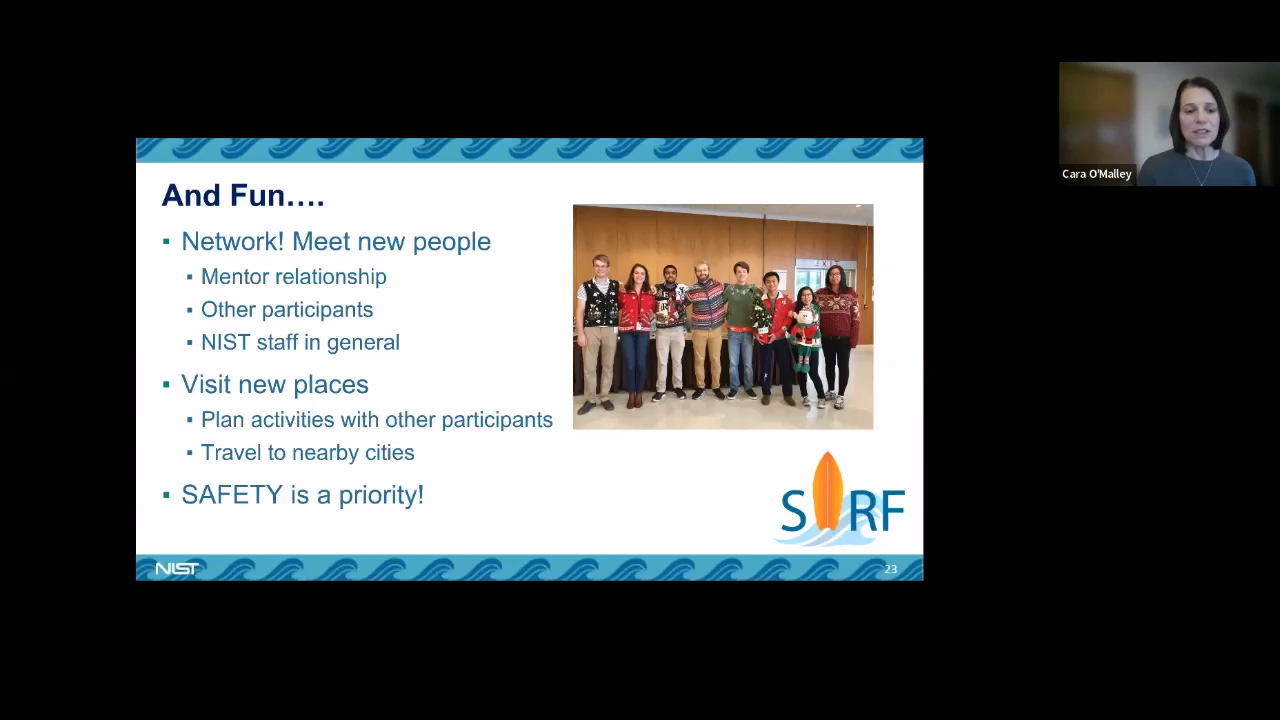 And Fun….
▪ Network! Meet new people
▪ Mentor relationship
▪ Other participants
▪ NIST staff in general
▪ Visit new places
▪ Plan activities with other participants
▪ Travel to nearby cities
▪ SAFETY is a priority!
EXIT
SURF
NIST
23
Cara O'Malley